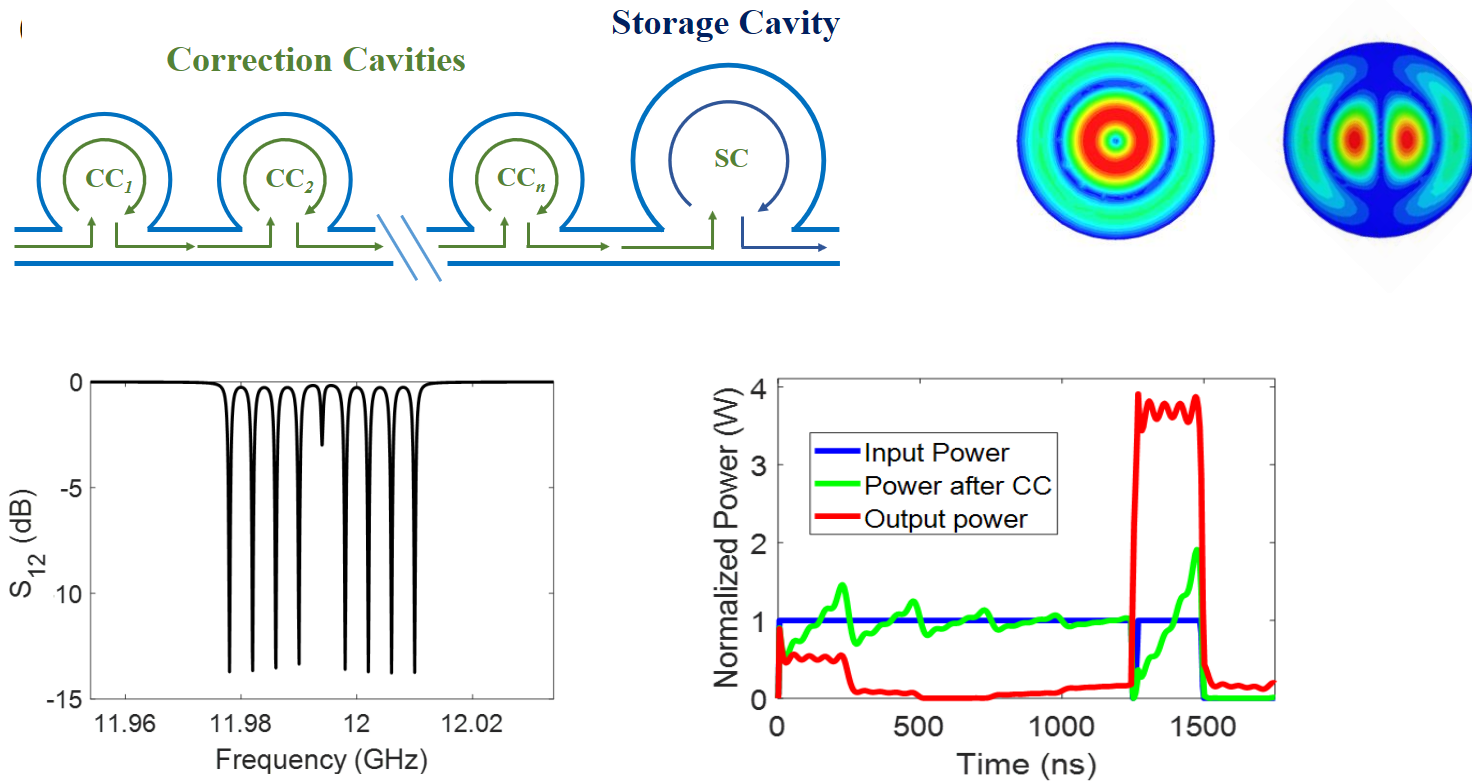 Storage Cavity
Correction Cavities
CC1
CC2
CCn
SC
0
-5
-10
-15
S12 (dB)
11.96
11.98
12
12.02
Frequency (GHz)
4
3
2
1
0
Normalized Power (W)
Input Power
Power after CC
Output power
0
500
1000
1500
Time (ns)